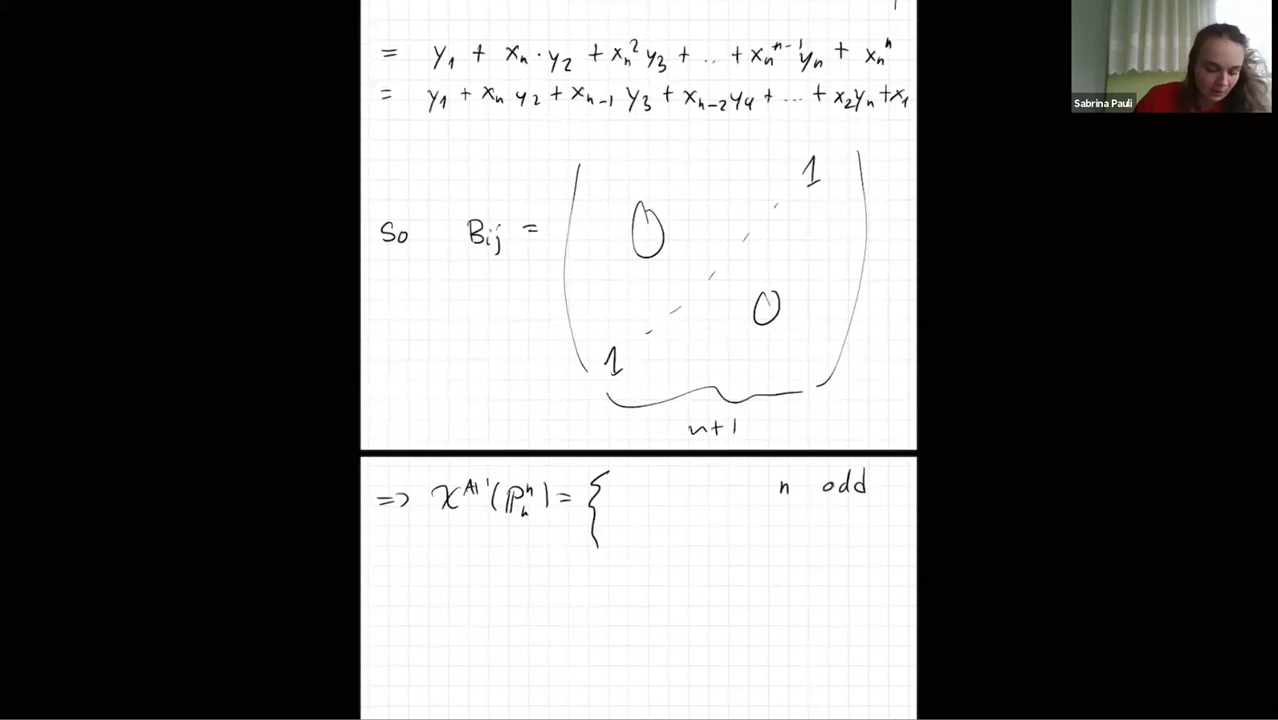 = y₁ + xₙ · y₂ + xₙ² y₃ + ... + xₙⁿ⁻¹ yₙ + xₙⁿ
= y₁ + xₙ y₂ + xₙ₋₁ y₃ + xₙ₋₂ y₄ + ... + x₂ yₙ + x₁
Sabrina Pauli
1
0
So Bij =
0
1
n+1
=> χ^A¹(ℙⁿₖ) = { n odd